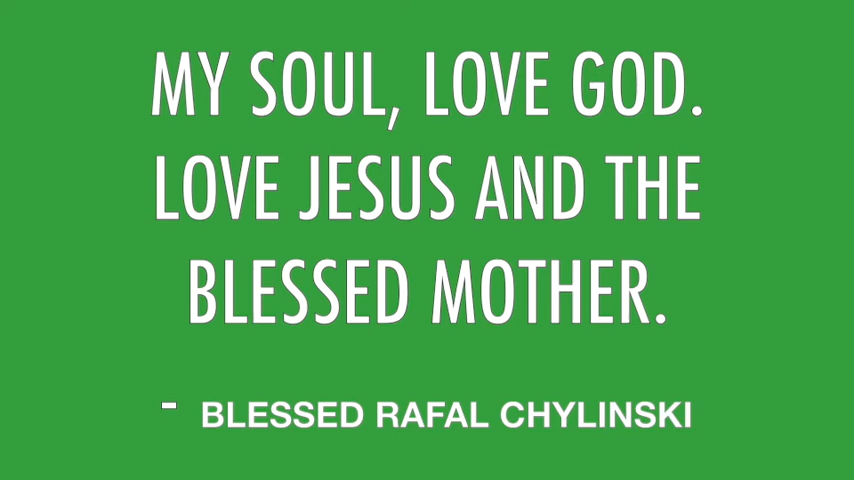 MY SOUL, LOVE GOD.
LOVE JESUS AND THE
BLESSED MOTHER.
- BLESSED RAFAL CHYLINSKI